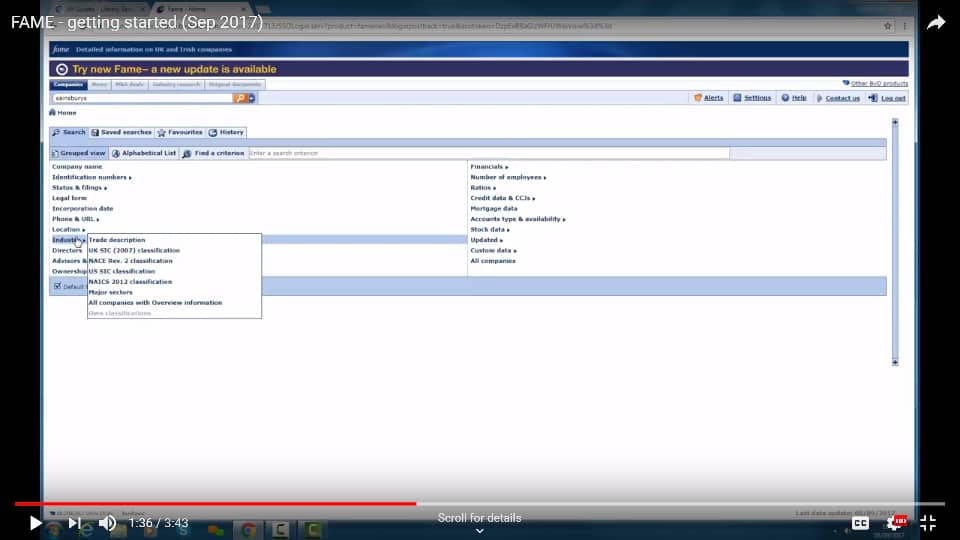 FAME - getting started (Sep 2017)
Fame - Home
fame Detailed information on UK and Irish companies
Try new Fame– a new update is available
Companies News M&A deals Industry research Original documents
Other BvD products
sainsburys
Alerts Settings Help Contact us Log out
Home
Search Saved searches Favourites History
Grouped view Alphabetical List Find a criterion Enter a search criterion
Company name
Identification numbers
Status & filings
Legal form
Incorporation date
Phone & URL
Location
Directors
Advisors &
Ownership
Default
Trade description
UK SIC (2007) classification
NACE Rev. 2 classification
US SIC classification
NAICS 2012 classification
Major sectors
All companies with Overview information
Own classifications
Financials
Number of employees
Ratios
Credit data & CCJs
Mortgage data
Accounts type & availability
Stock data
Updated
Custom data
All companies
Last data update:
1:36 / 3:43
Scroll for details
CC
HD